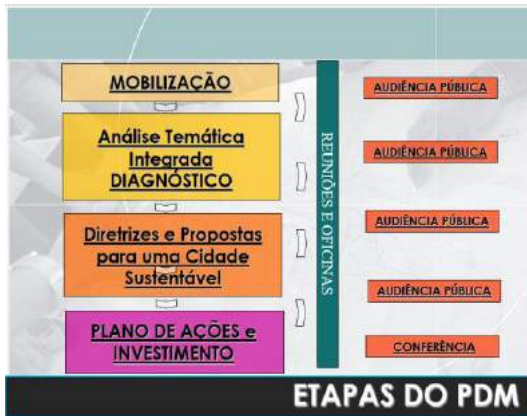 MOBILIZAÇÃO
Análise Temática
Integrada
DIAGNÓSTICO
Diretrizes e Propostas
para uma Cidade
Sustentável
PLANO DE AÇÕES e
INVESTIMENTO
REUNIÕES E OFICINAS
AUDIÊNCIA PÚBLICA
AUDIÊNCIA PÚBLICA
AUDIÊNCIA PÚBLICA
AUDIÊNCIA PÚBLICA
CONFERÊNCIA
ETAPAS DO PDM